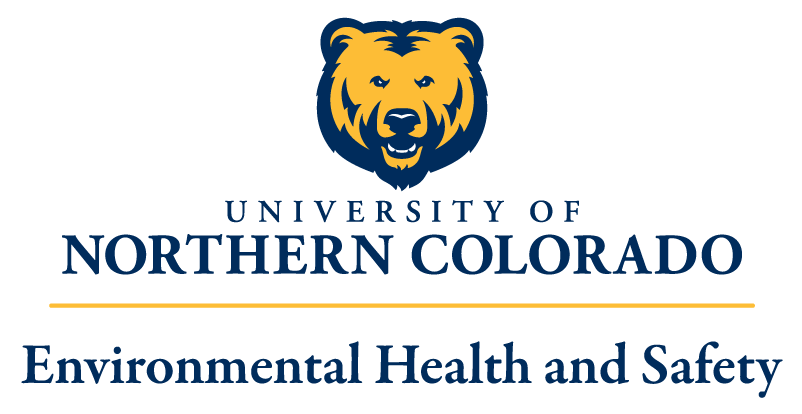 UNIVERSITY OF
NORTHERN COLORADO
Environmental Health and Safety